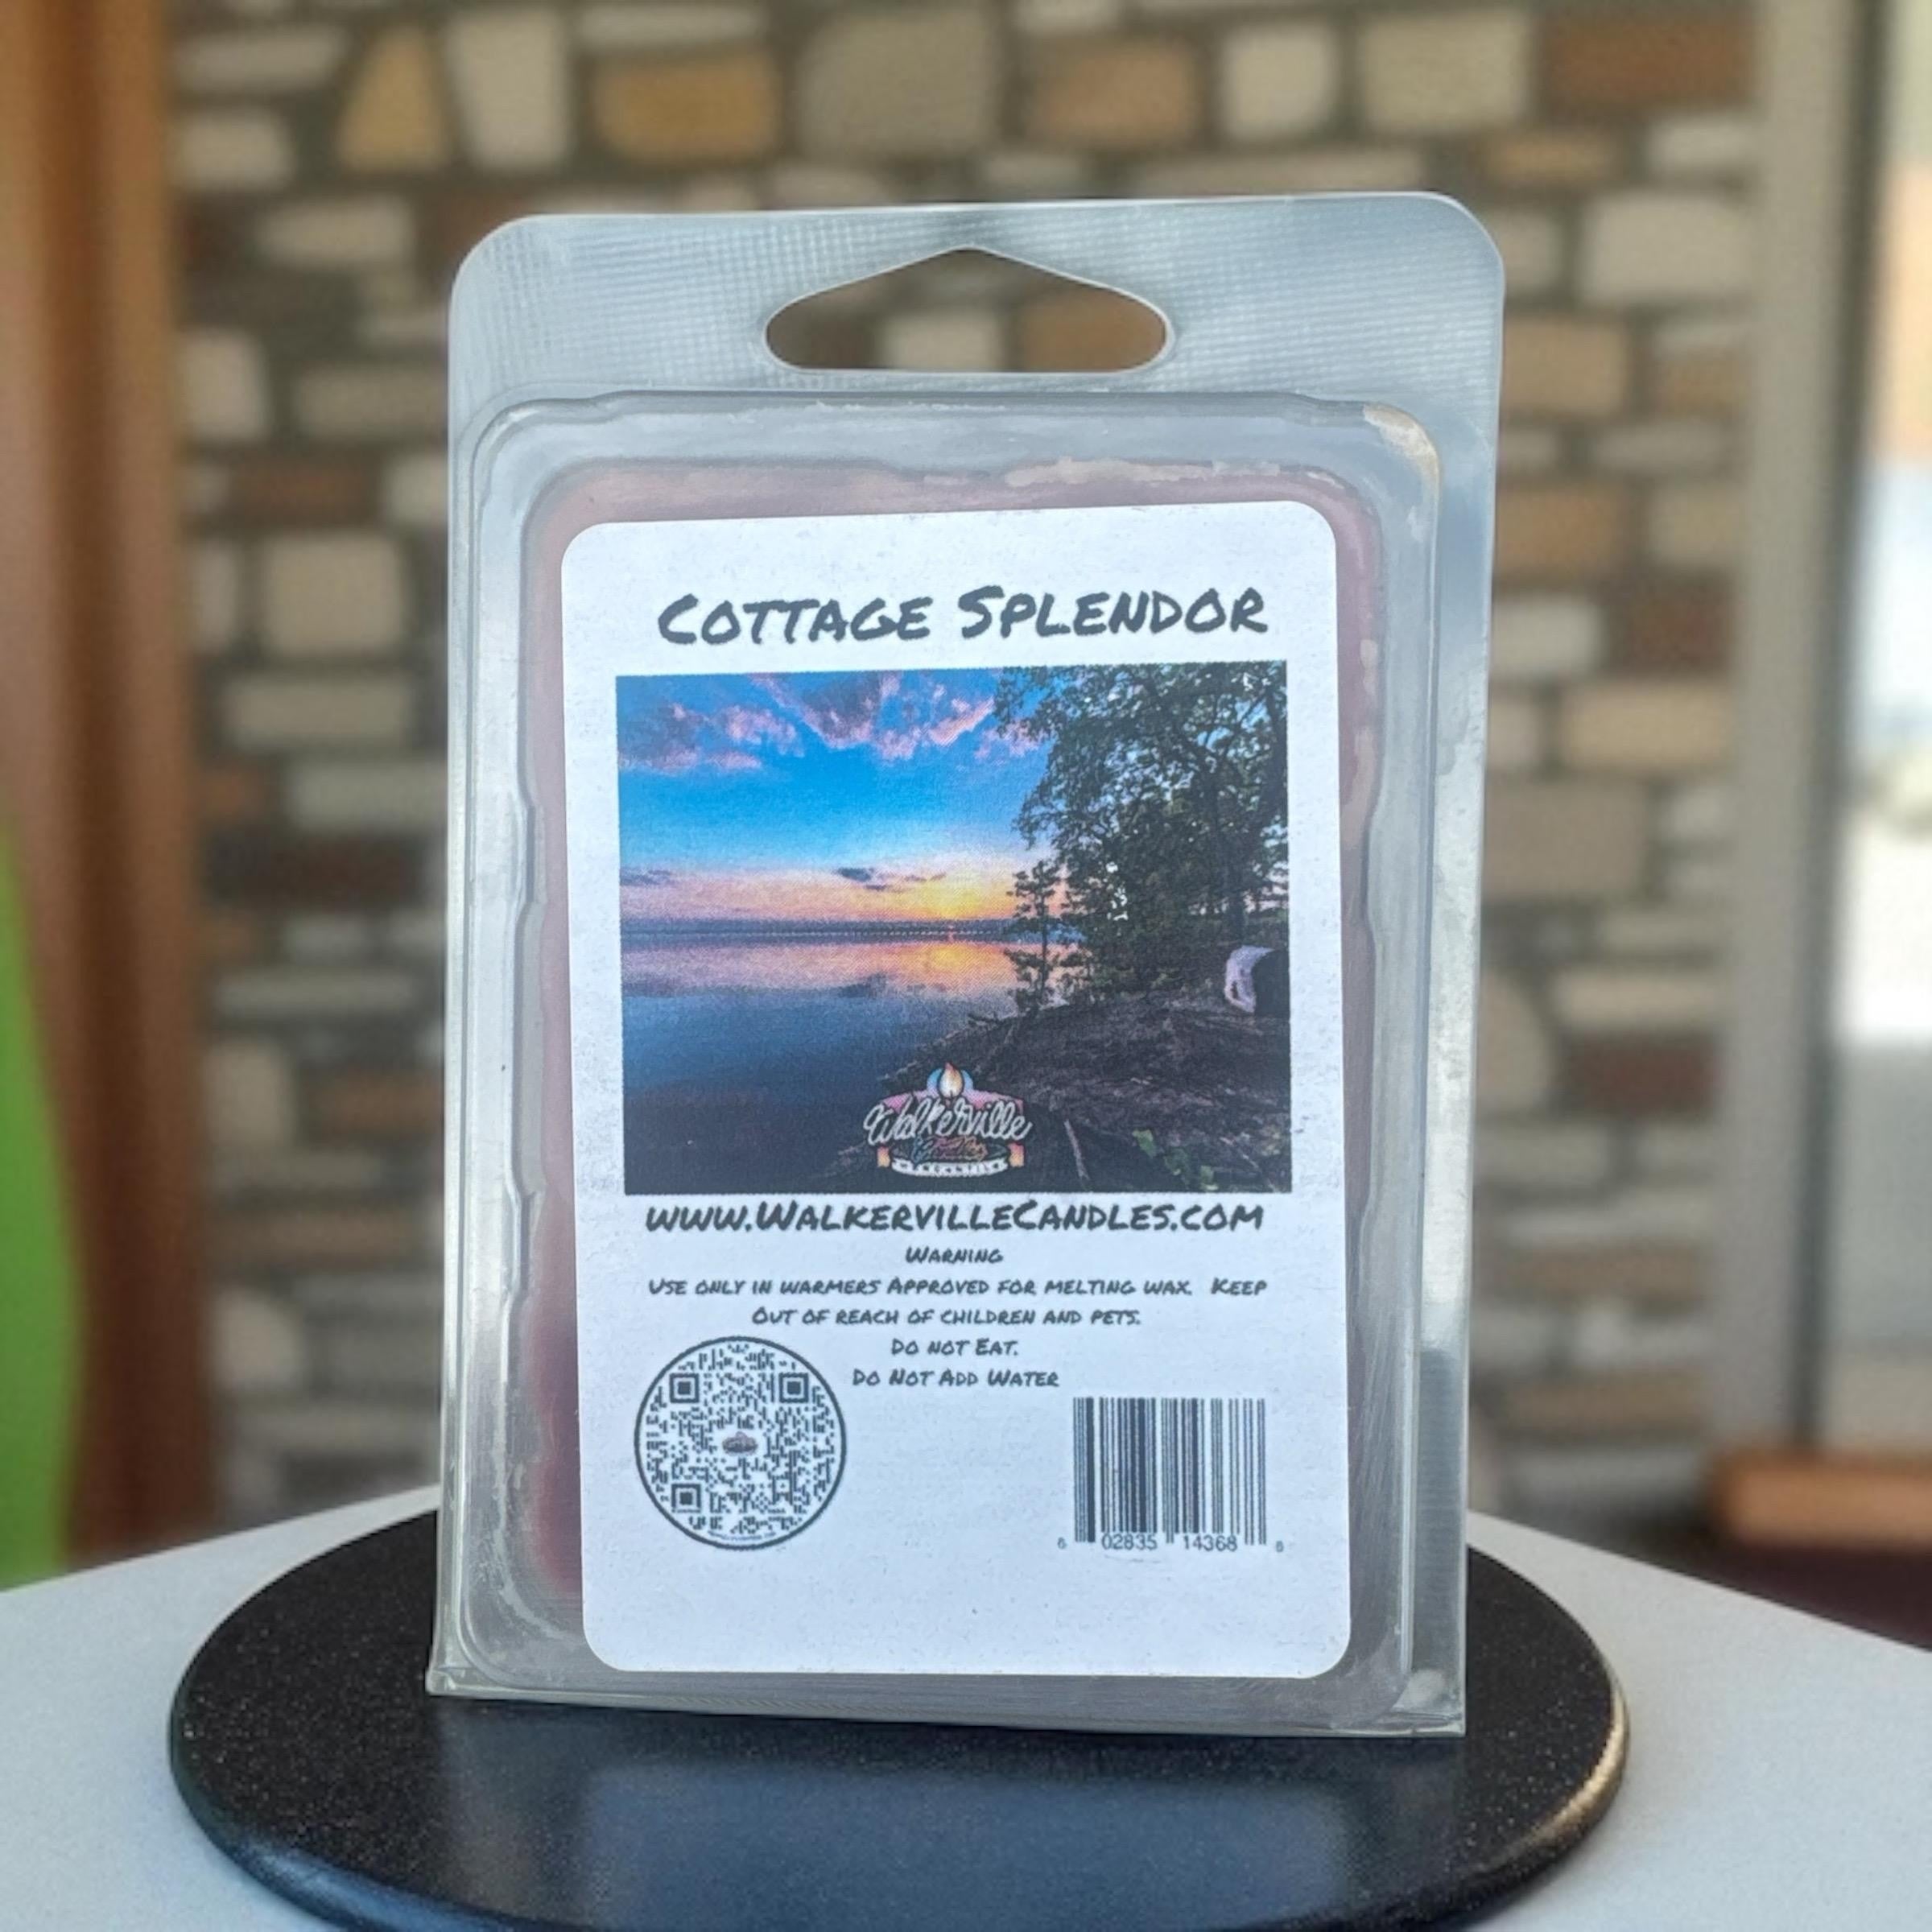 Cottage Splendor
Walkerville
www.WalkervilleCandles.com
Warning
Use only in warmers Approved for melting wax. Keep
Out of reach of children and pets.
Do not Eat.
Do Not Add Water
6 02835 14368 6